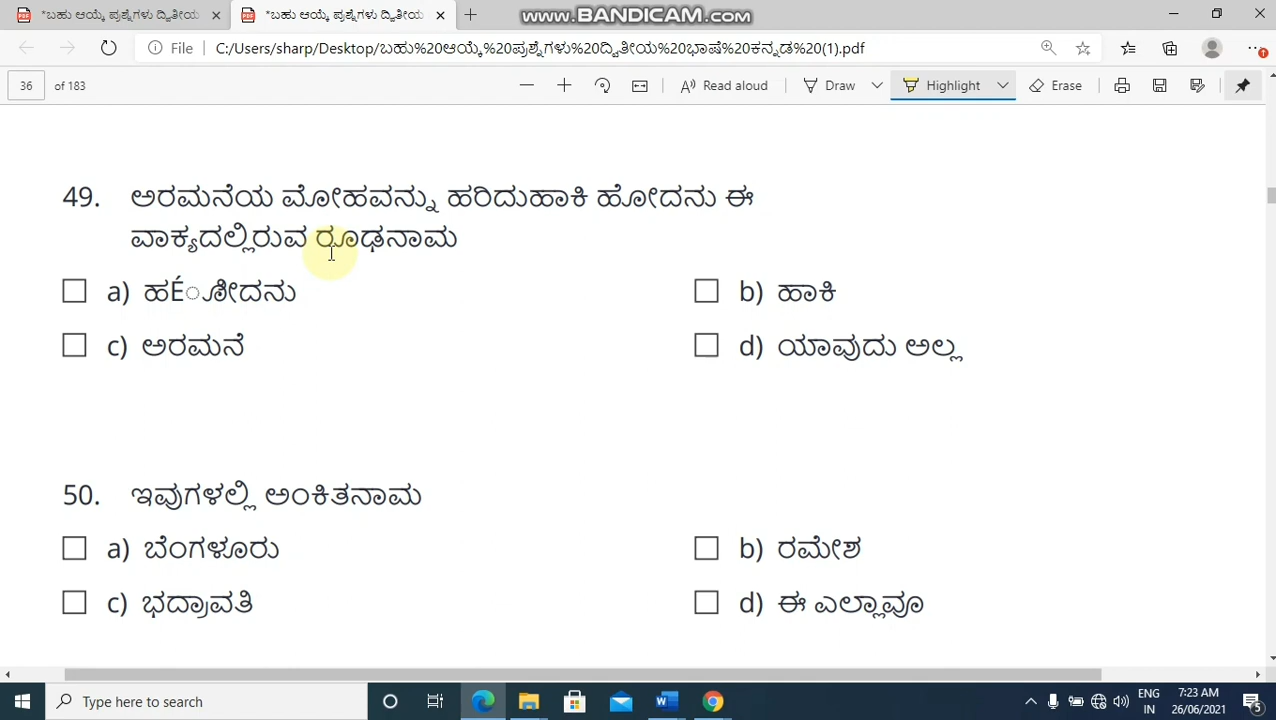 "ಬಹು ಆಯ್ಕೆ ಪ್ರಶ್ನೆಗಳು ದ್ವಿತೀಯ
"ಬಹು ಆಯ್ಕೆ ಪ್ರಶ್ನೆಗಳು ದ್ವಿತೀಯ
www.BANDICAM.com
File
C:/Users/sharp/Desktop/ಬಹು%20ಆಯ್ಕೆ%20ಪ್ರಶ್ನೆಗಳು%20ದ್ವಿತೀಯ%20ಭಾಷೆ%20ಕನ್ನಡ%20(1).pdf
36 of 183 Read aloud Draw Highlight Erase
49. ಅರಮನೆಯ ಮೋಹವನ್ನು ಹರಿದುಹಾಕಿ ಹೋದನು ಈ
ವಾಕ್ಯದಲ್ಲಿರುವ ರೂಢನಾಮ
a) ಹÉೂೀದನು b) ಹಾಕಿ
c) ಅರಮನೆ d) ಯಾವುದು ಅಲ್ಲ
50. ಇವುಗಳಲ್ಲಿ ಅಂಕಿತನಾಮ
a) ಬೆಂಗಳೂರು b) ರಮೇಶ
c) ಭದ್ರಾವತಿ d) ಈ ಎಲ್ಲಾವೂ
Type here to search
ENG
IN
7:23 AM
26/06/2021
5